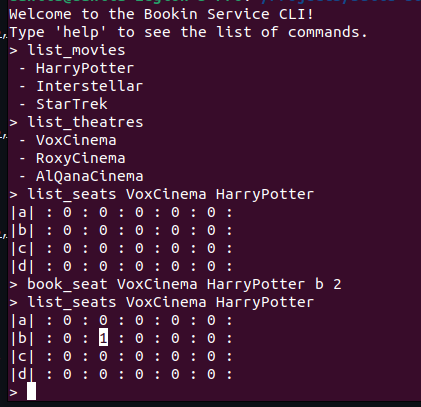 Welcome to the Bookin Service CLI!
Type 'help' to see the list of commands.
> list_movies
 - HarryPotter
 - Interstellar
 - StarTrek
> list_theatres
 - VoxCinema
 - RoxyCinema
 - AlQanaCinema
> list_seats VoxCinema HarryPotter
|a| : 0 : 0 : 0 : 0 : 0 :
|b| : 0 : 0 : 0 : 0 : 0 :
|c| : 0 : 0 : 0 : 0 : 0 :
|d| : 0 : 0 : 0 : 0 : 0 :
> book_seat VoxCinema HarryPotter b 2
> list_seats VoxCinema HarryPotter
|a| : 0 : 0 : 0 : 0 : 0 :
|b| : 0 : 1 : 0 : 0 : 0 :
|c| : 0 : 0 : 0 : 0 : 0 :
|d| : 0 : 0 : 0 : 0 : 0 :
>